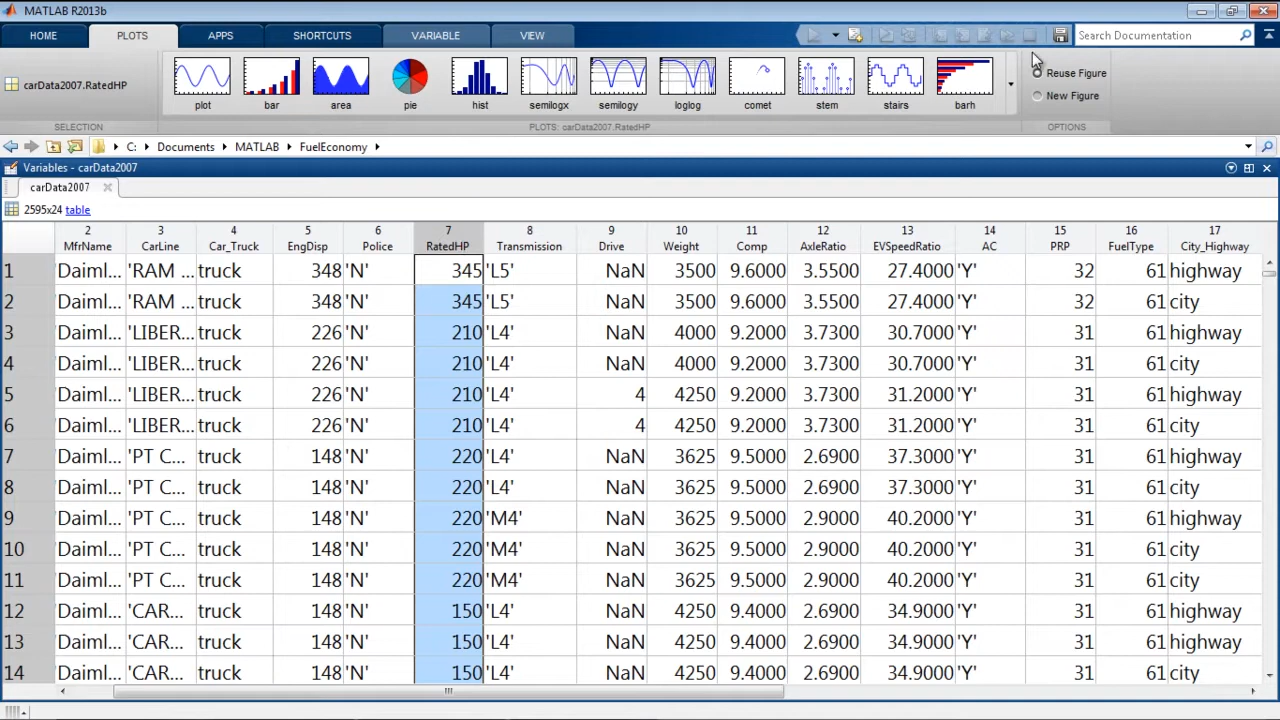 MATLAB R2013b
HOME PLOTS APPS SHORTCUTS VARIABLE VIEW Search Documentation
carData2007.RatedHP
plot bar area pie hist semilogx semilogy loglog comet stem stairs barh
Reuse Figure
New Figure
SELECTION PLOTS: carData2007.RatedHP OPTIONS
C: Documents MATLAB FuelEconomy
Variables - carData2007
carData2007
2595x24 table
2 3 4 5 6 7 8 9 10 11 12 13 14 15 16 17
MfrName CarLine Car_Truck EngDisp Police RatedHP Transmission Drive Weight Comp AxleRatio EVSpeedRatio AC PRP FuelType City_Highway
1 'Daiml... 'RAM ... truck 348 'N' 345 'L5' NaN 3500 9.6000 3.5500 27.4000 'Y' 32 61 highway
2 'Daiml... 'RAM ... truck 348 'N' 345 'L5' NaN 3500 9.6000 3.5500 27.4000 'Y' 32 61 city
3 'Daiml... 'LIBER... truck 226 'N' 210 'L4' NaN 4000 9.2000 3.7300 30.7000 'Y' 31 61 highway
4 'Daiml... 'LIBER... truck 226 'N' 210 'L4' NaN 4000 9.2000 3.7300 30.7000 'Y' 31 61 city
5 'Daiml... 'LIBER... truck 226 'N' 210 'L4' 4 4250 9.2000 3.7300 31.2000 'Y' 31 61 highway
6 'Daiml... 'LIBER... truck 226 'N' 210 'L4' 4 4250 9.2000 3.7300 31.2000 'Y' 31 61 city
7 'Daiml... 'PT C... truck 148 'N' 220 'L4' NaN 3625 9.5000 2.6900 37.3000 'Y' 31 61 highway
8 'Daiml... 'PT C... truck 148 'N' 220 'L4' NaN 3625 9.5000 2.6900 37.3000 'Y' 31 61 city
9 'Daiml... 'PT C... truck 148 'N' 220 'M4' NaN 3625 9.5000 2.9000 40.2000 'Y' 31 61 highway
10 'Daiml... 'PT C... truck 148 'N' 220 'M4' NaN 3625 9.5000 2.9000 40.2000 'Y' 31 61 city
11 'Daiml... 'PT C... truck 148 'N' 220 'M4' NaN 3625 9.5000 2.9000 40.2000 'Y' 31 61 city
12 'Daiml... 'CAR... truck 148 'N' 150 'L4' NaN 4250 9.4000 2.6900 34.9000 'Y' 31 61 highway
13 'Daiml... 'CAR... truck 148 'N' 150 'L4' NaN 4250 9.4000 2.6900 34.9000 'Y' 31 61 highway
14 'Daiml... 'CAR... truck 148 'N' 150 'L4' NaN 4250 9.4000 2.6900 34.9000 'Y' 31 61 city